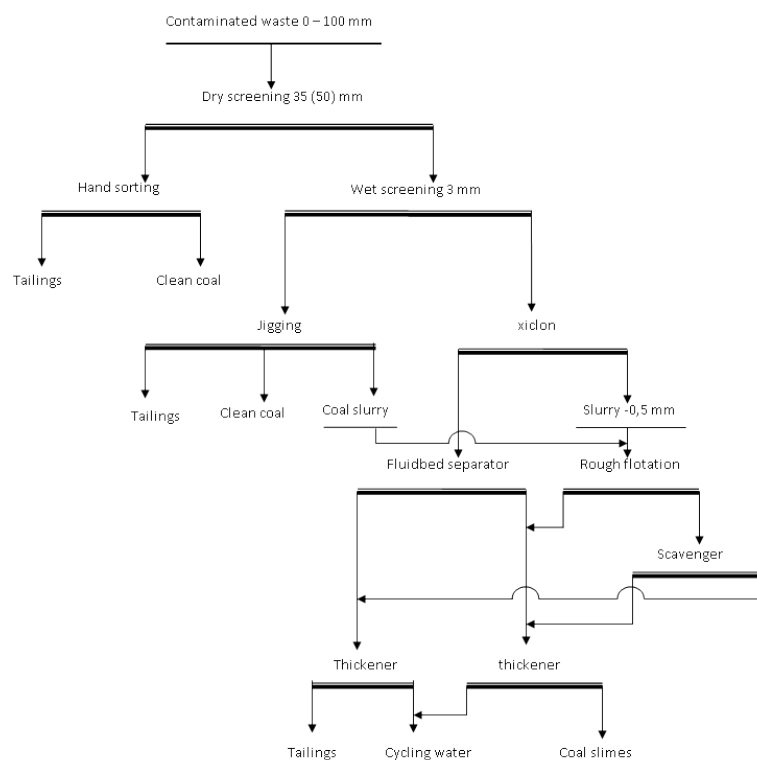 Contaminated waste 0 – 100 mm
Dry screening 35 (50) mm
Hand sorting
Wet screening 3 mm
Tailings
Clean coal
Jigging
xiclon
Tailings
Clean coal
Coal slurry
Slurry -0,5 mm
Fluidbed separator
Rough flotation
Scavenger
Thickener
thickener
Tailings
Cycling water
Coal slimes